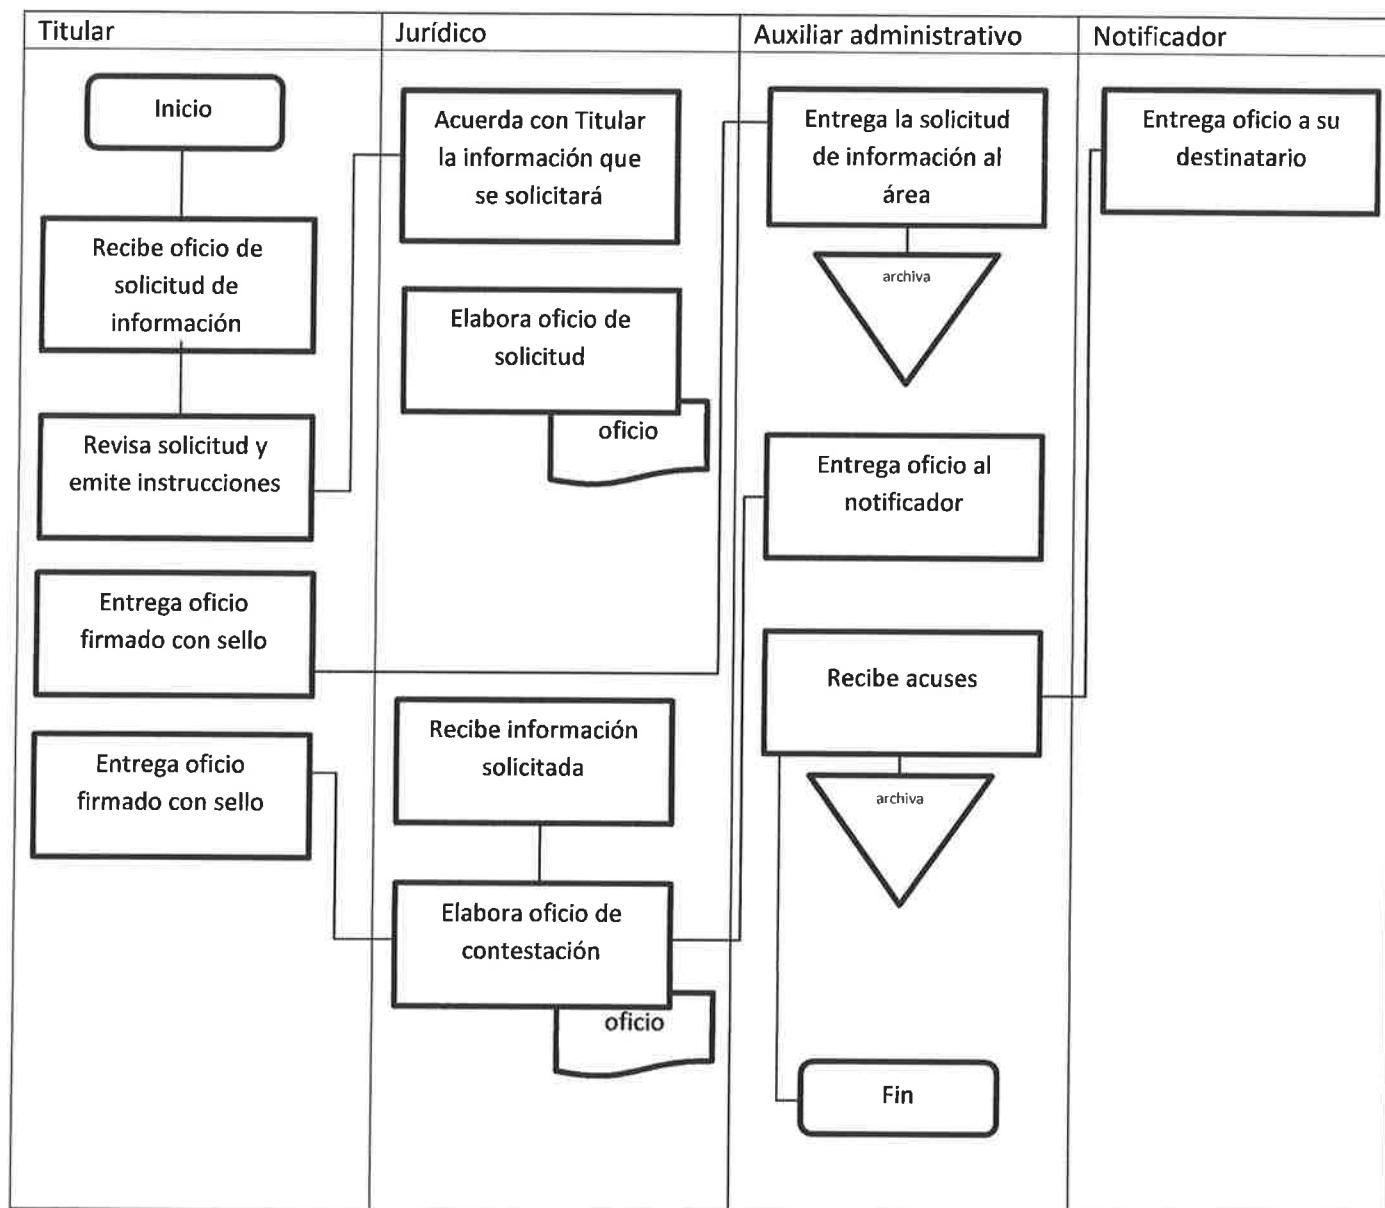 Titular
Jurídico
Auxiliar administrativo
Notificador
Inicio
Recibe oficio de
solicitud de
información
Revisa solicitud y
emite instrucciones
Entrega oficio
firmado con sello
Entrega oficio
firmado con sello
Acuerda con Titular
la información que
se solicitará
Elabora oficio de
solicitud
oficio
Recibe información
solicitada
Elabora oficio de
contestación
oficio
Entrega la solicitud
de información al
área
archiva
Entrega oficio al
notificador
Recibe acuses
archiva
Fin
Entrega oficio a su
destinatario